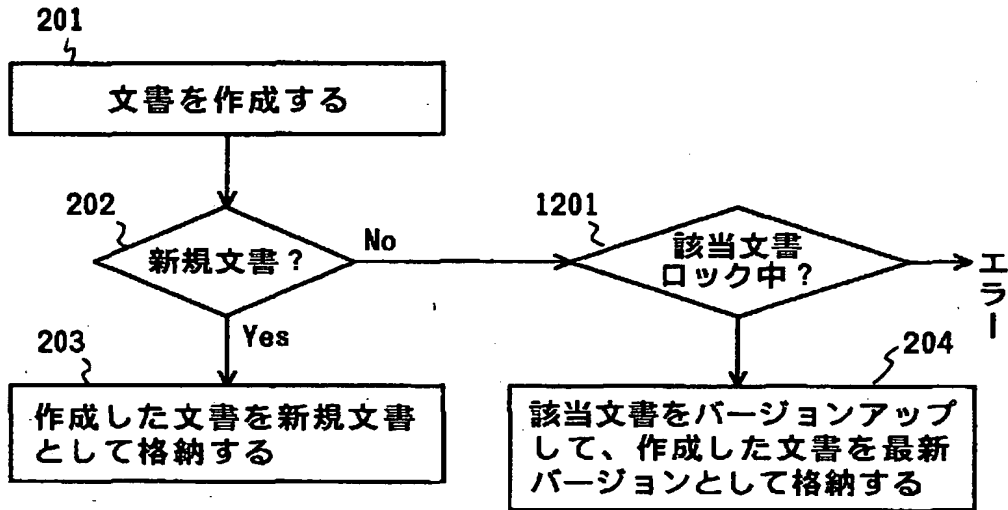 201
文書を作成する
202
新規文書？
No
1201
該当文書
ロック中？
エラー
Yes
203
作成した文書を新規文書
として格納する
204
該当文書をバージョンアップ
して、作成した文書を最新
バージョンとして格納する